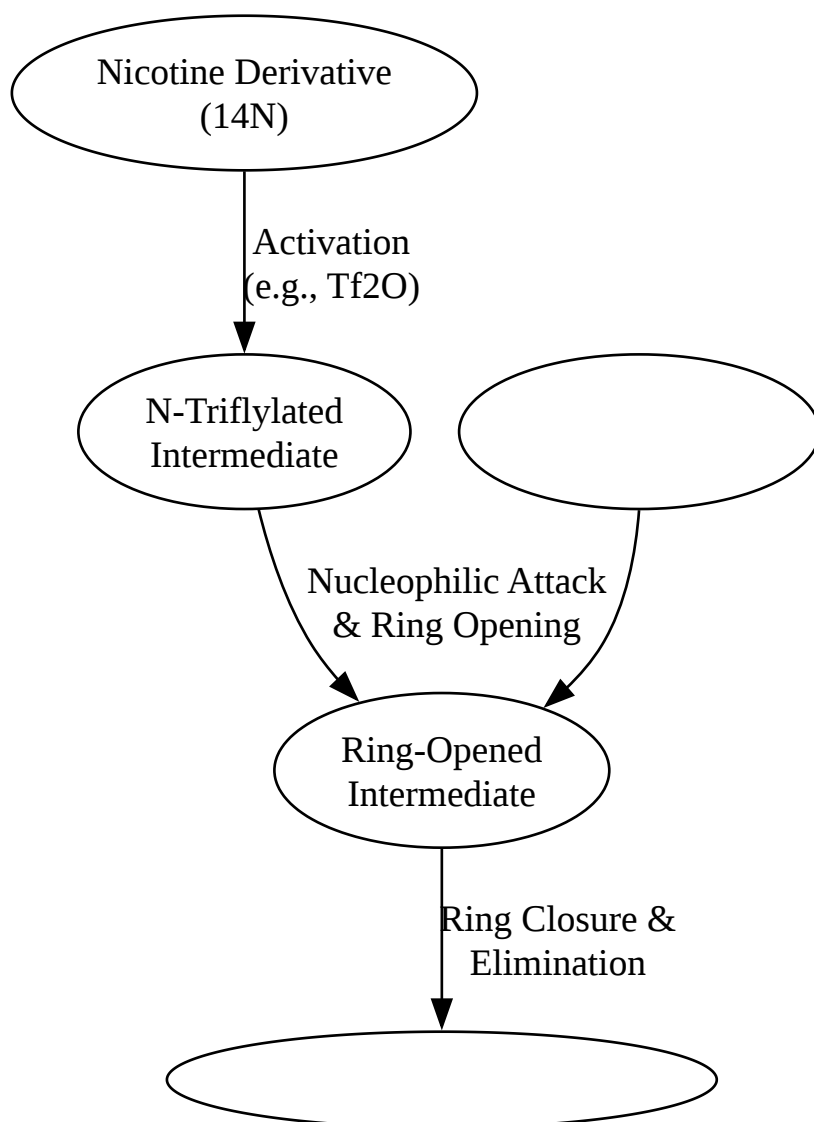 Nicotine Derivative
(14N)
Activation
(e.g., Tf2O)
N-Triflylated
Intermediate
Nucleophilic Attack
& Ring Opening
Ring-Opened
Intermediate
Ring Closure &
Elimination